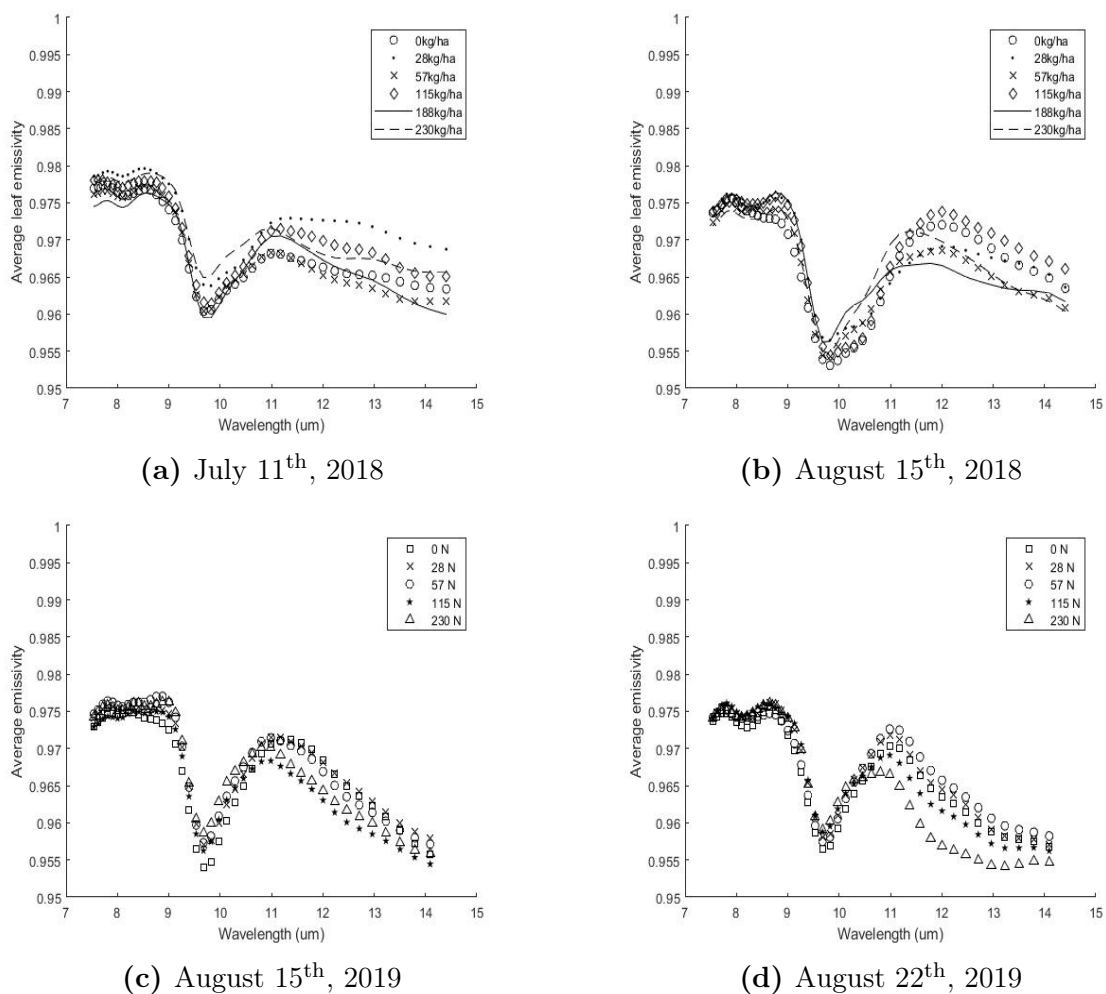 1
0.995
0.99
0.985
0.98
0.975
0.97
0.965
0.96
0.955
0.95
Average leaf emissivity
0kg/ha
28kg/ha
57kg/ha
115kg/ha
188kg/ha
230kg/ha
7 8 9 10 11 12 13 14 15
Wavelength (um)
(a) July 11th, 2018
1
0.995
0.99
0.985
0.98
0.975
0.97
0.965
0.96
0.955
0.95
Average leaf emissivity
0kg/ha
28kg/ha
57kg/ha
115kg/ha
188kg/ha
230kg/ha
7 8 9 10 11 12 13 14 15
Wavelength (um)
(b) August 15th, 2018
1
0.995
0.99
0.985
0.98
0.975
0.97
0.965
0.96
0.955
0.95
Average emissivity
0 N
28 N
57 N
115 N
230 N
7 8 9 10 11 12 13 14 15
Wavelength (um)
(c) August 15th, 2019
1
0.995
0.99
0.985
0.98
0.975
0.97
0.965
0.96
0.955
0.95
Average emissivity
0 N
28 N
57 N
115 N
230 N
7 8 9 10 11 12 13 14 15
Wavelength (um)
(d) August 22th, 2019